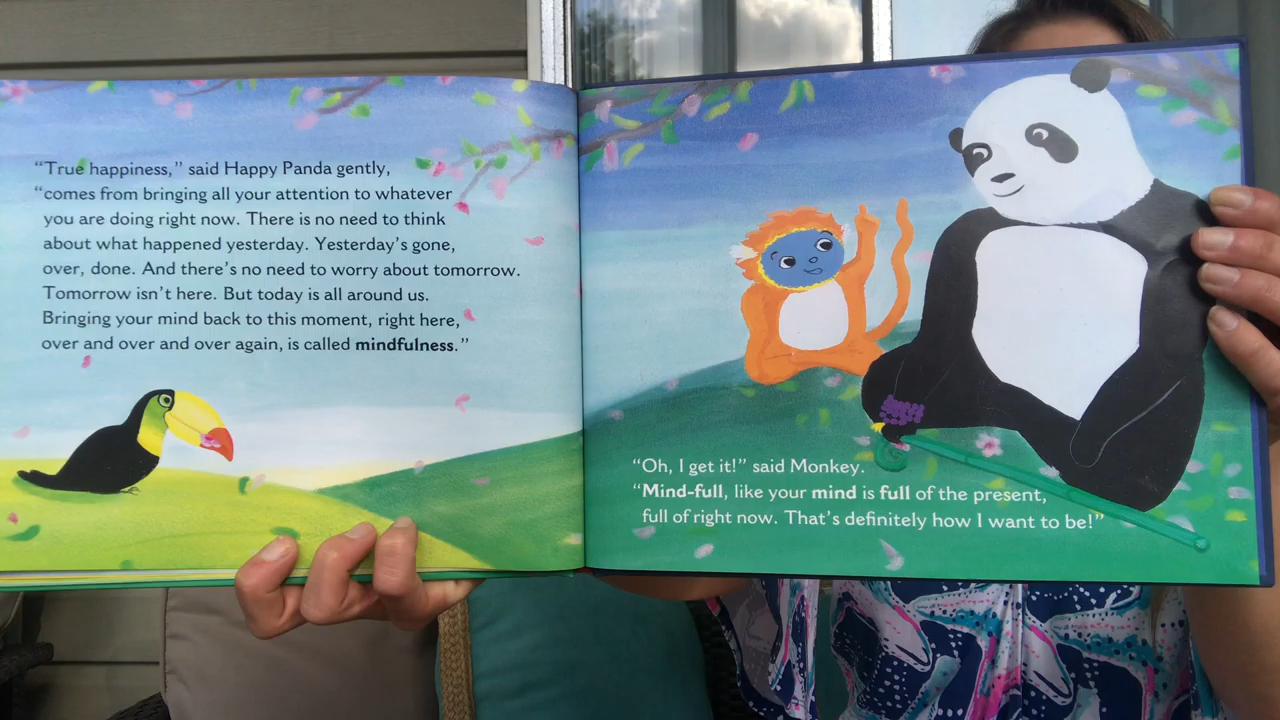 “True happiness,” said Happy Panda gently,
“comes from bringing all your attention to whatever
you are doing right now. There is no need to think
about what happened yesterday. Yesterday’s gone,
over, done. And there’s no need to worry about tomorrow.
Tomorrow isn’t here. But today is all around us.
Bringing your mind back to this moment, right here,
over and over and over again, is called mindfulness.”
“Oh, I get it!” said Monkey.
“Mind-full, like your mind is full of the present,
full of right now. That’s definitely how I want to be!”